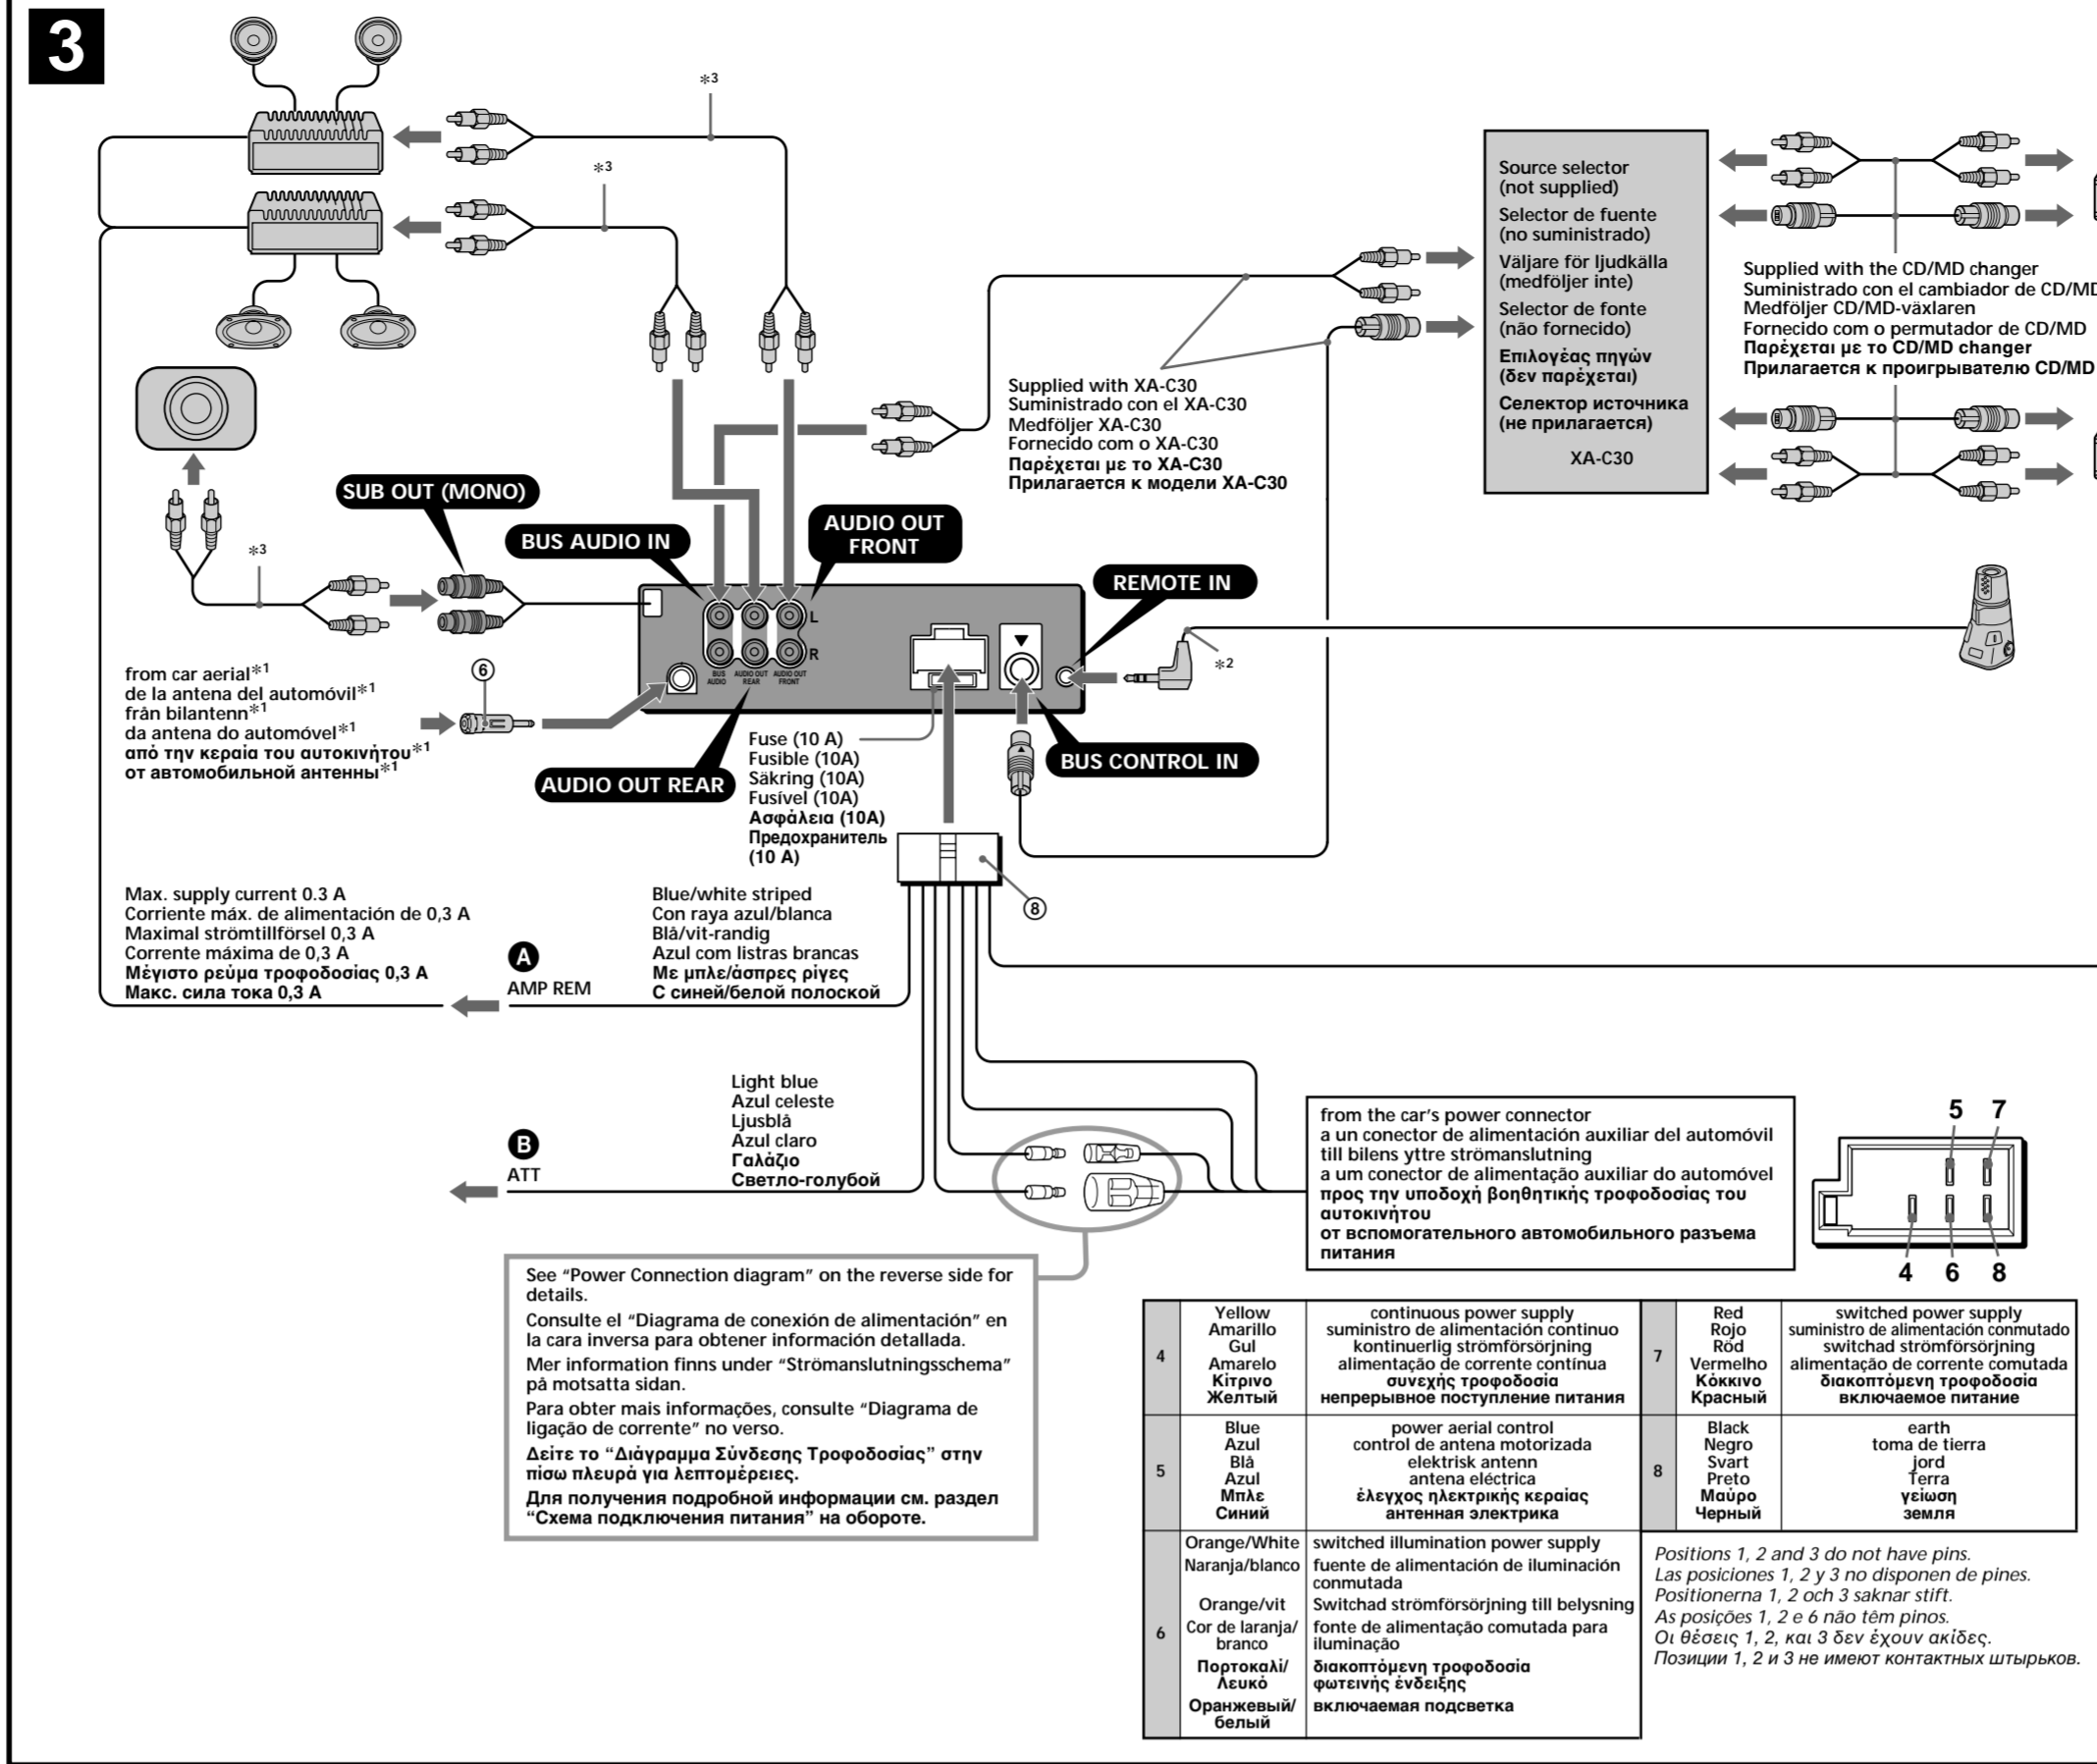 3
*3
*3
Source selector
(not supplied)
Selector de fuente
(no suministrado)
Väljare för ljudkälla
(medföljer inte)
Selector de fonte
(não fornecido)
Επιλογέας πηγών
(δεν παρέχεται)
Селектор источника
(не прилагается)
XA-C30
Supplied with the CD/MD changer
Suministrado con el cambiador de CD/MD
Medföljer CD/MD-växlaren
Fornecido com o permutador de CD/MD
Παρέχεται με το CD/MD changer
Прилагается к проигрывателю CD/MD
Supplied with XA-C30
Suministrado con el XA-C30
Medföljer XA-C30
Fornecido com o XA-C30
Παρέχεται με το XA-C30
Прилагается к модели XA-C30
SUB OUT (MONO)
BUS AUDIO IN
AUDIO OUT
FRONT
*3
REMOTE IN
L
R
BUS
AUDIO
AUDIO OUT
REAR
AUDIO OUT
FRONT
*2
from car aerial*1
de la antena del automóvil*1
från bilantenn*1
da antena do automóvel*1
από την κεραία του αυτοκινήτου*1
от автомобильной антенны*1
6
AUDIO OUT REAR
Fuse (10 A)
Fusible (10A)
Säkring (10A)
Fusível (10A)
Ασφάλεια (10A)
Предохранитель
(10 A)
BUS CONTROL IN
8
Max. supply current 0.3 A
Corriente máx. de alimentación de 0,3 A
Maximal strömtillförsel 0,3 A
Corrente máxima de 0,3 A
Μέγιστο ρεύμα τροφοδοσίας 0,3 A
Макс. сила тока 0,3 A
A
AMP REM
Blue/white striped
Con raya azul/blanca
Blå/vit-randig
Azul com listras brancas
Με μπλε/άσπρες ρίγες
С синей/белой полоской
B
ATT
Light blue
Azul celeste
Ljusblå
Azul claro
Γαλάζιο
Светло-голубой
from the car's power connector
a un conector de alimentación auxiliar del automóvil
till bilens yttre strömanslutning
a um conector de alimentação auxiliar do automóvel
προς την υποδοχή βοηθητικής τροφοδοσίας του
αυτοκινήτου
от вспомогательного автомобильного разъема
питания
5 7
4 6 8
See "Power Connection diagram" on the reverse side for
details.
Consulte el "Diagrama de conexión de alimentación" en
la cara inversa para obtener información detallada.
Mer information finns under "Strömanslutningsschema"
på motsatta sidan.
Para obter mais informações, consulte "Diagrama de
ligação de corrente" no verso.
Δείτε το "Διάγραμμα Σύνδεσης Τροφοδοσίας" στην
πίσω πλευρά για λεπτομέρειες.
Для получения подробной информации см. раздел
"Схема подключения питания" на обороте.
4
Yellow continuous power supply
Amarillo suministro de alimentación continuo
Gul kontinuerlig strömförsörjning
Amarelo alimentação de corrente contínua
Κίτρινο συνεχής τροφοδοσία
Желтый непрерывное поступление питания
5
Blue power aerial control
Azul control de antena motorizada
Blå elektrisk antenn
Azul antena eléctrica
Μπλε έλεγχος ηλεκτρικής κεραίας
Синий антенная электрика
6
Orange/White switched illumination power supply
Naranja/blanco fuente de alimentación de iluminación
conmutada
Orange/vit Switchad strömförsörjning till belysning
Cor de laranja/ fonte de alimentação comutada para
branco iluminação
Πορτοκαλί/ διακοπτόμενη τροφοδοσία
Λευκό φωτεινής ένδειξης
Оранжевый/ включаемая подсветка
белый
7
Red switched power supply
Rojo suministro de alimentación conmutado
Röd switchad strömförsörjning
Vermelho alimentação de corrente comutada
Κόκκινο διακοπτόμενη τροφοδοσία
Красный включаемое питание
8
Black earth
Negro toma de tierra
Svart jord
Preto Terra
Μαύρο γείωση
Черный земля
Positions 1, 2 and 3 do not have pins.
Las posiciones 1, 2 y 3 no disponen de pines.
Positionerna 1, 2 och 3 saknar stift.
As posições 1, 2 e 6 não têm pinos.
Οι θέσεις 1, 2, και 3 δεν έχουν ακίδες.
Позиции 1, 2 и 3 не имеют контактных штырьков.